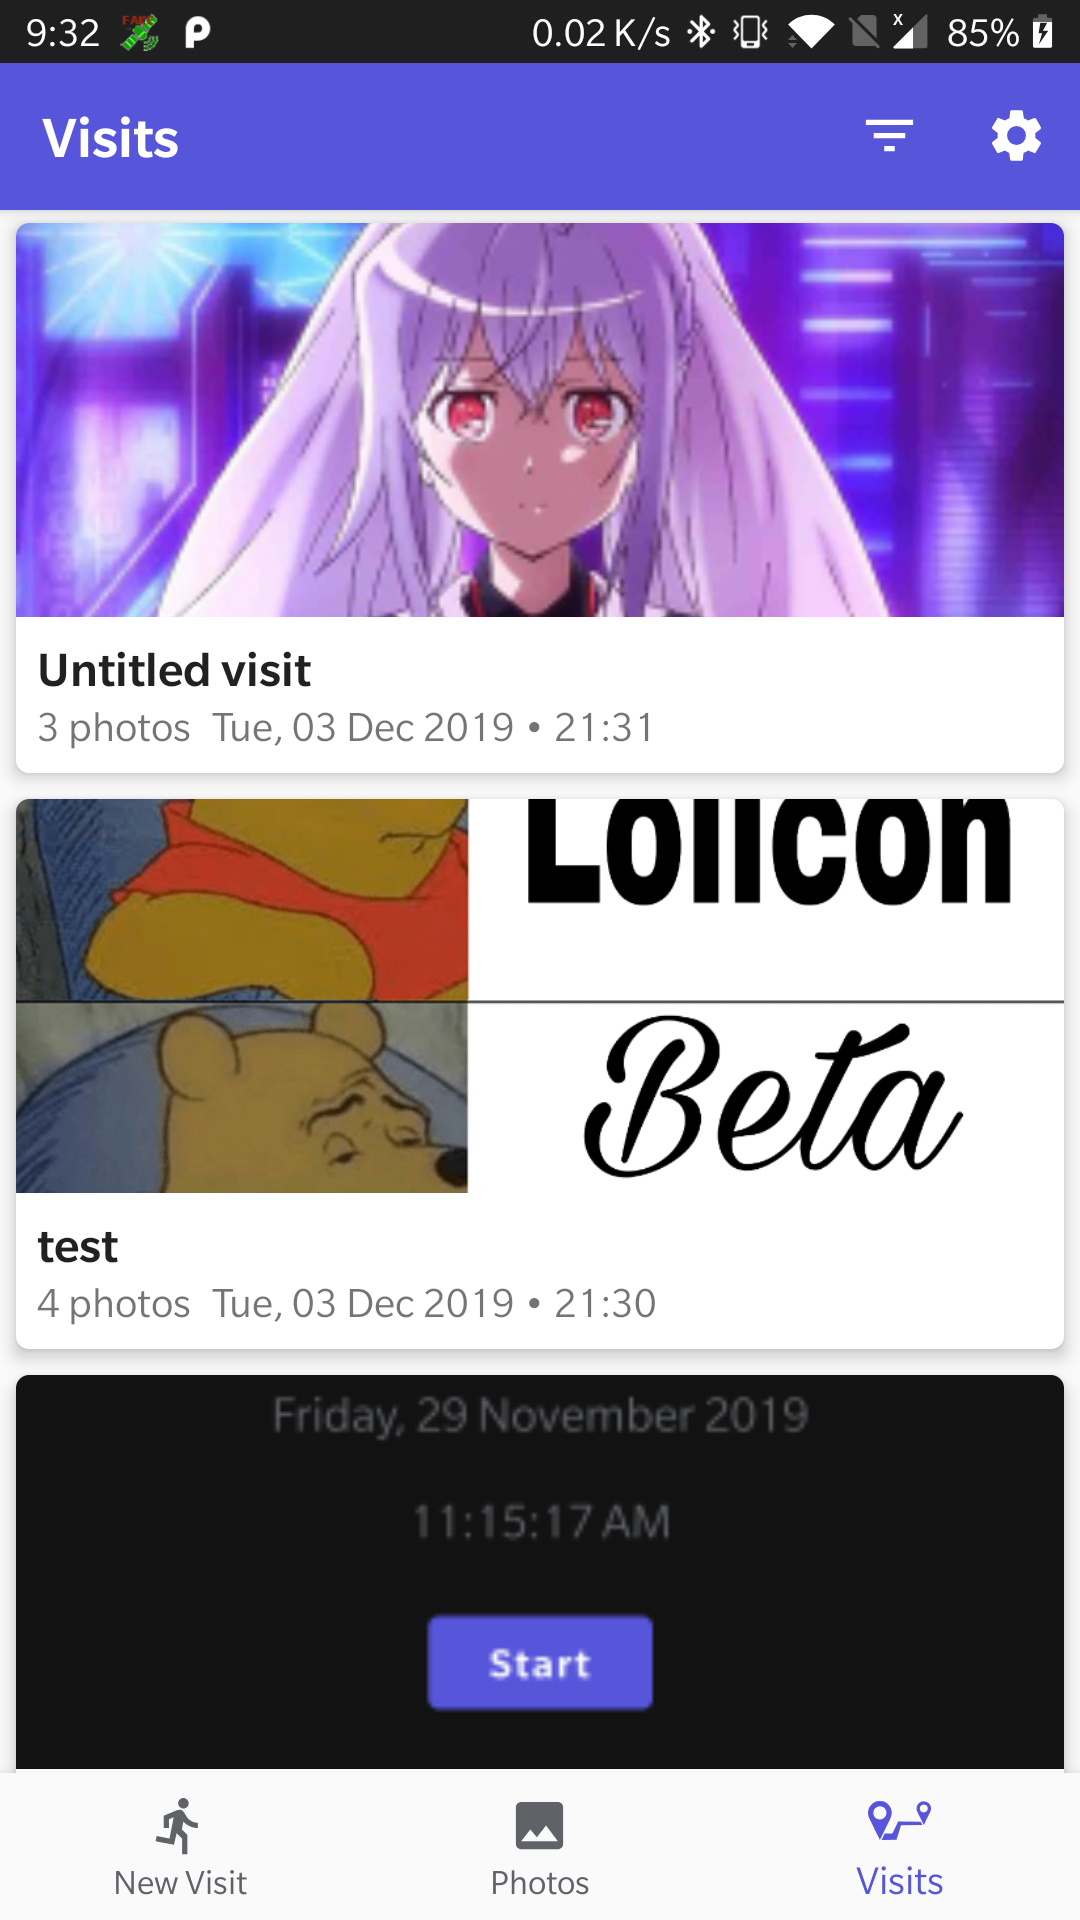 9:32 FAKE 0.02 K/s X 85%
Visits
Untitled visit
3 photos Tue, 03 Dec 2019 • 21:31
Lolicon
Beta
test
4 photos Tue, 03 Dec 2019 • 21:30
Friday, 29 November 2019
11:15:17 AM
Start
New Visit Photos Visits